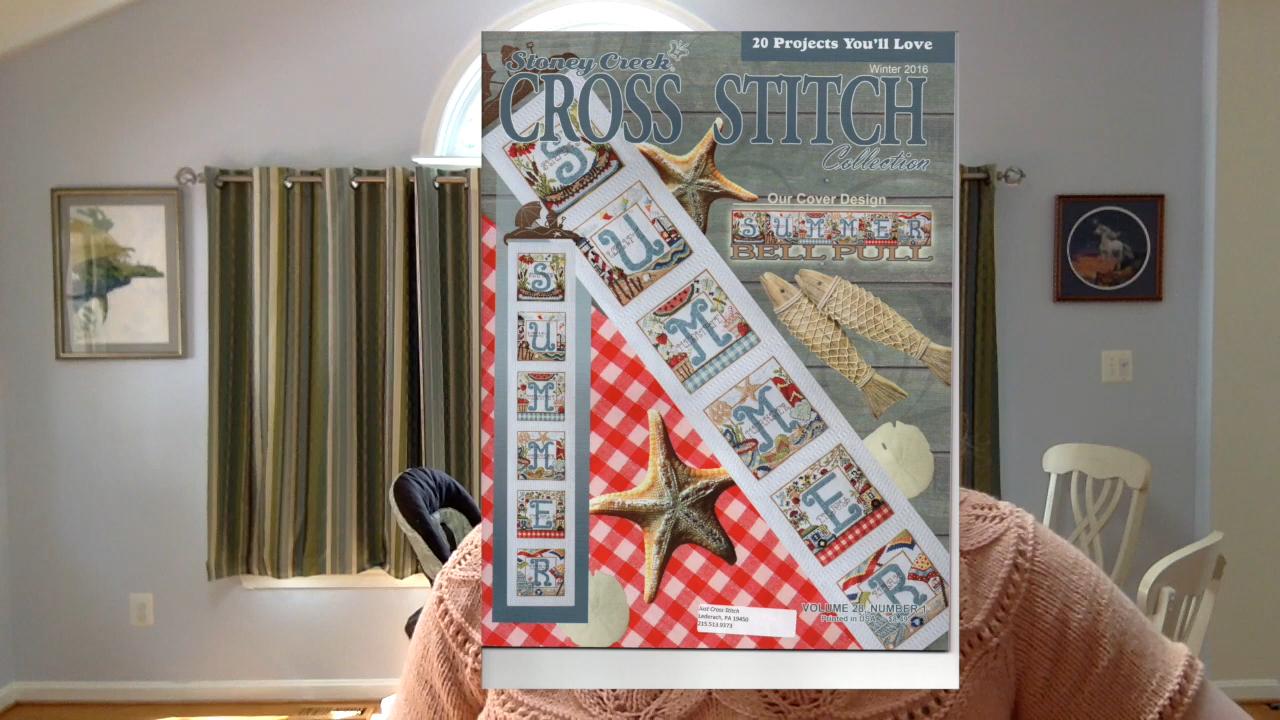 20 Projects You'll Love
Stoney Creek
Winter 2016
CROSS STITCH
Collection
Our Cover Design
SUMMER
BELL PULL
S
U
M
M
E
R
S
U
M
M
E
R
Just Cross Stitch
Lederach, PA 19450
215.513.9373
VOLUME 28, NUMBER 1
Printed in USA